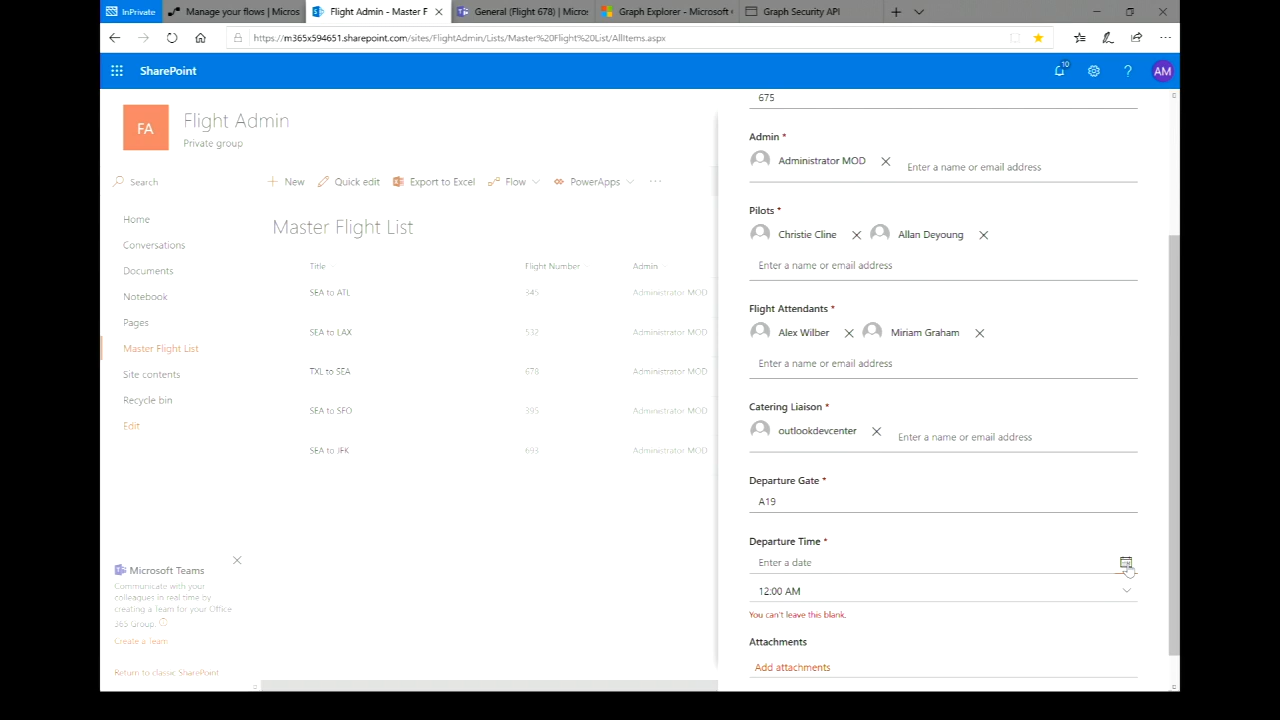 InPrivate
Manage your flows | Micros
Flight Admin - Master F
General (Flight 678) | Micros
Graph Explorer - Microsoft
Graph Security API
https://m365x594651.sharepoint.com/sites/FlightAdmin/Lists/Master%20Flight%20List/AllItems.aspx
SharePoint
10
?
AM
FA
Flight Admin
Private group
Search
New
Quick edit
Export to Excel
Flow
PowerApps
...
Home
Conversations
Documents
Notebook
Pages
Master Flight List
Site contents
Recycle bin
Edit
Master Flight List
Title
Flight Number
Admin
SEA to ATL
345
Administrator MOD
SEA to LAX
532
Administrator MOD
TXL to SEA
678
Administrator MOD
SEA to SFO
395
Administrator MOD
SEA to JFK
693
Administrator MOD
Microsoft Teams
Communicate with your
colleagues in real time by
creating a Team for your Office
365 Group.
Create a Team
Return to classic SharePoint
675
Admin *
Administrator MOD
Enter a name or email address
Pilots *
Christie Cline
Allan Deyoung
Enter a name or email address
Flight Attendants *
Alex Wilber
Miriam Graham
Enter a name or email address
Catering Liaison *
outlookdevcenter
Enter a name or email address
Departure Gate *
A19
Departure Time *
Enter a date
12:00 AM
You can't leave this blank.
Attachments
Add attachments